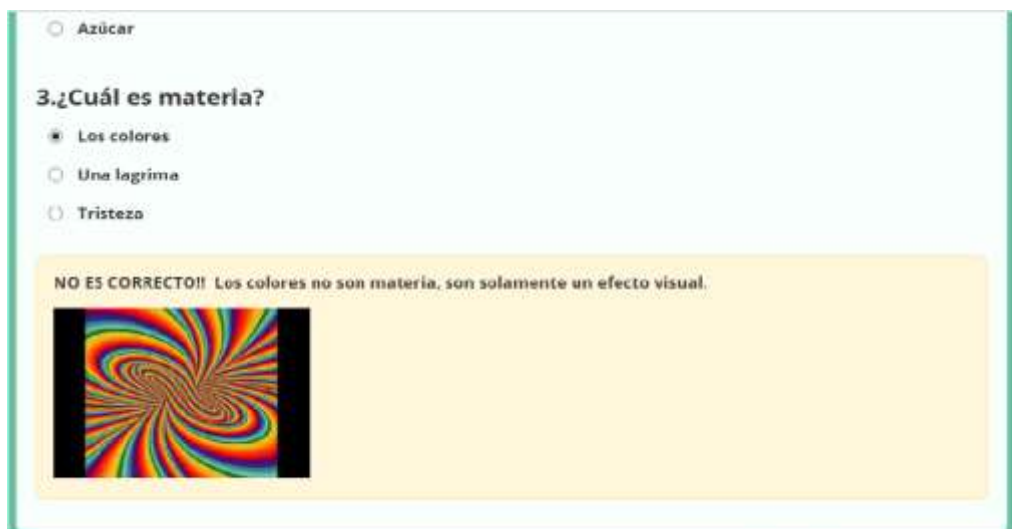 Azúcar
3.¿Cuál es materia?
Los colores
Una lagrima
Tristeza
NO ES CORRECTO!! Los colores no son materia, son solamente un efecto visual.